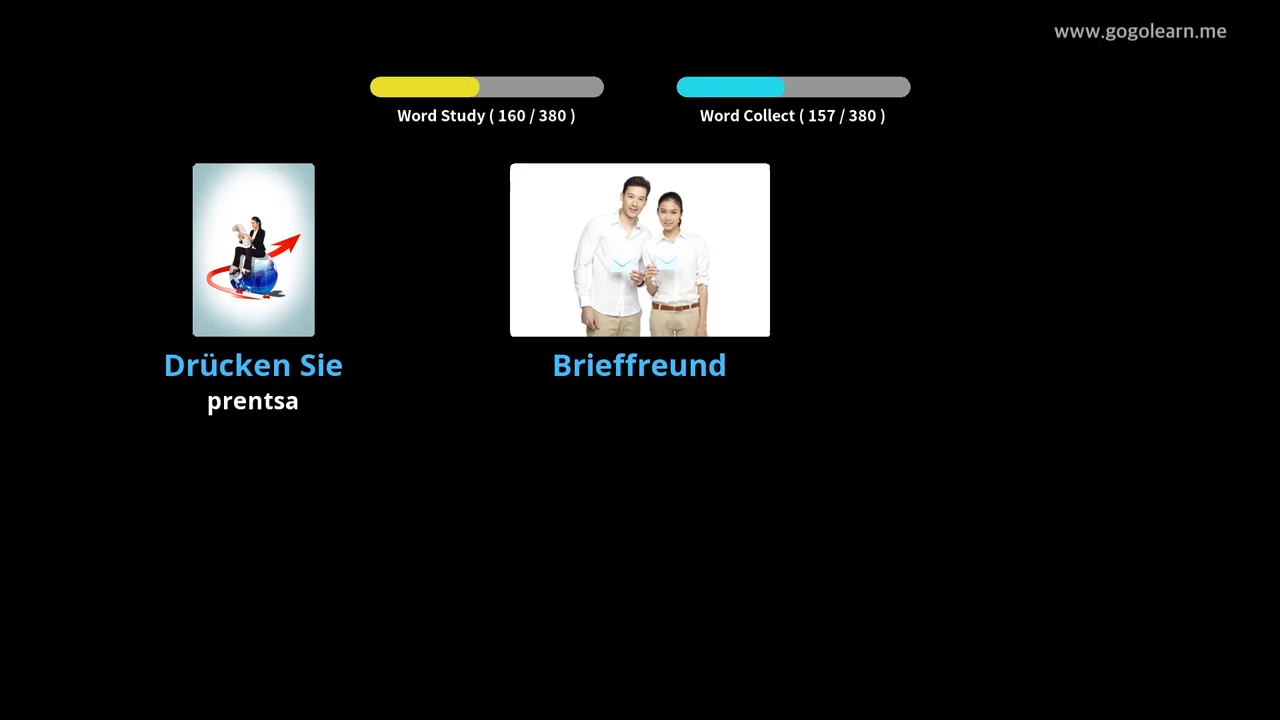 www.gogolearn.me
Word Study ( 160 / 380 )
Word Collect ( 157 / 380 )
Drücken Sie
prentsa
Brieffreund